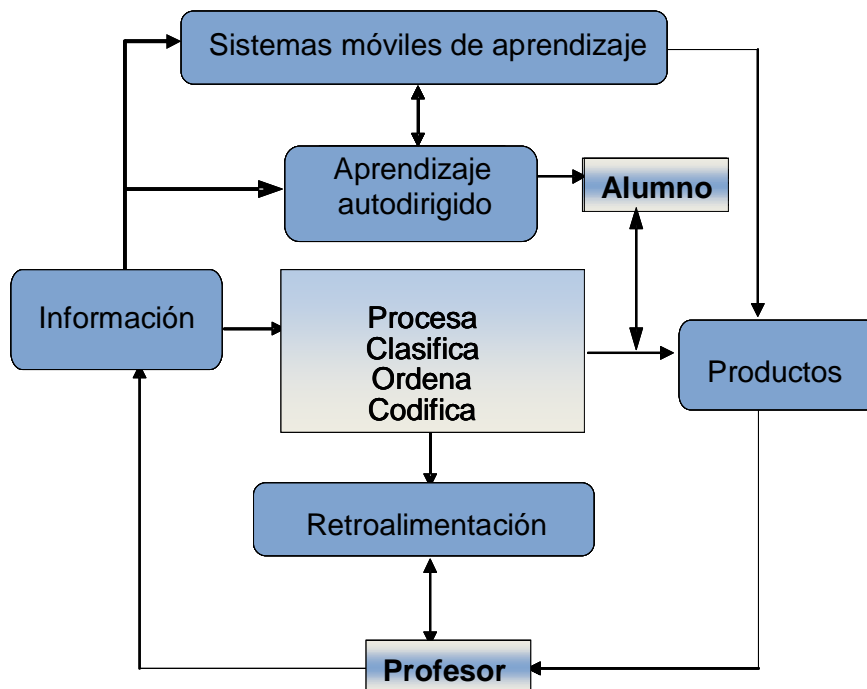 Sistemas móviles de aprendizaje
Aprendizaje
autodirigido
Alumno
Información
Procesa
Clasifica
Ordena
Codifica
Productos
Retroalimentación
Profesor